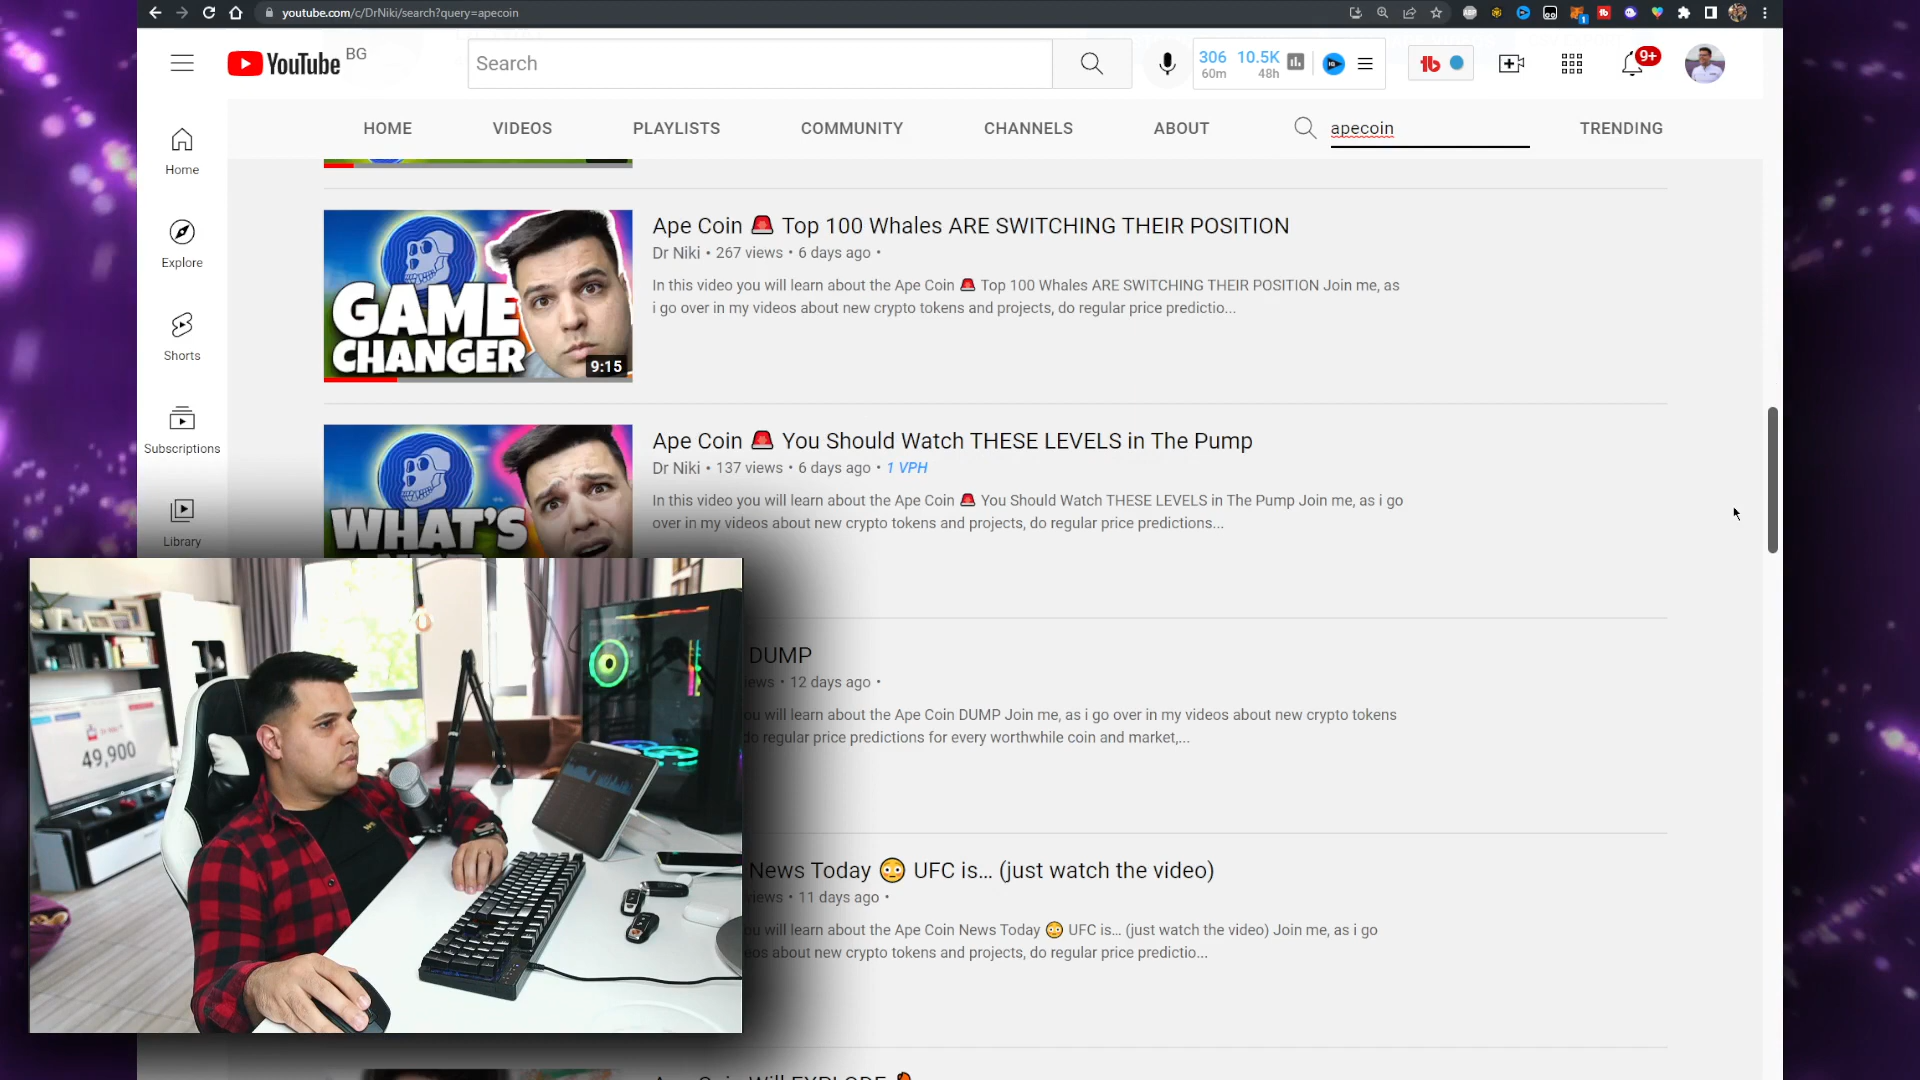 youtube.com/c/DrNiki/search?query=apecoin
YouTube BG
Search
306 10.5K
60m 48h
9+
HOME VIDEOS PLAYLISTS COMMUNITY CHANNELS ABOUT apecoin TRENDING
Home
Explore
Shorts
Subscriptions
Library
GAME
CHANGER
9:15
Ape Coin 🚨 Top 100 Whales ARE SWITCHING THEIR POSITION
Dr Niki • 267 views • 6 days ago •
In this video you will learn about the Ape Coin 🚨 Top 100 Whales ARE SWITCHING THEIR POSITION Join me, as
i go over in my videos about new crypto tokens and projects, do regular price predictio...
WHAT'S
Ape Coin 🚨 You Should Watch THESE LEVELS in The Pump
Dr Niki • 137 views • 6 days ago • 1 VPH
In this video you will learn about the Ape Coin 🚨 You Should Watch THESE LEVELS in The Pump Join me, as i go
over in my videos about new crypto tokens and projects, do regular price predictions...
DUMP
• 12 days ago •
will learn about the Ape Coin DUMP Join me, as i go over in my videos about new crypto tokens
regular price predictions for every worthwhile coin and market,...
News Today 😳 UFC is... (just watch the video)
• 11 days ago •
will learn about the Ape Coin News Today 😳 UFC is... (just watch the video) Join me, as i go
about new crypto tokens and projects, do regular price predictio...
49,900